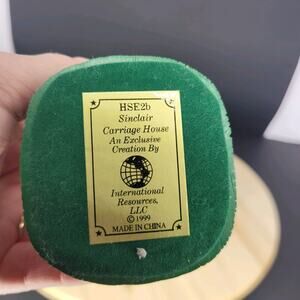 HSE2b
Sinclair
Carriage House
An Exclusive
Creation By
International
Resources,
LLC
© 1999
MADE IN CHINA